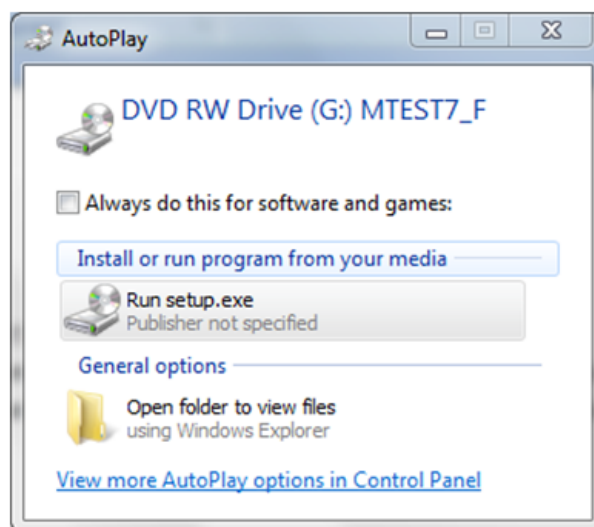 AutoPlay
DVD RW Drive (G:) MTEST7_F
Always do this for software and games:
Install or run program from your media
Run setup.exe
Publisher not specified
General options
Open folder to view files
using Windows Explorer
View more AutoPlay options in Control Panel